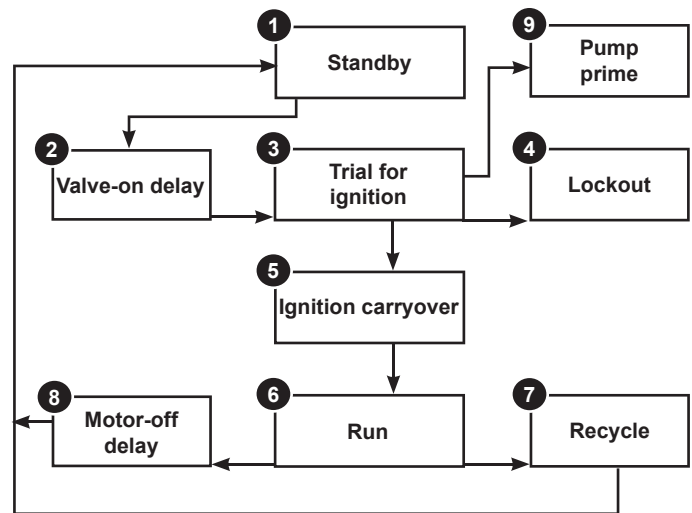 1
Standby
9
Pump
prime
2
Valve-on delay
3
Trial for
ignition
4
Lockout
5
Ignition carryover
8
Motor-off
delay
6
Run
7
Recycle